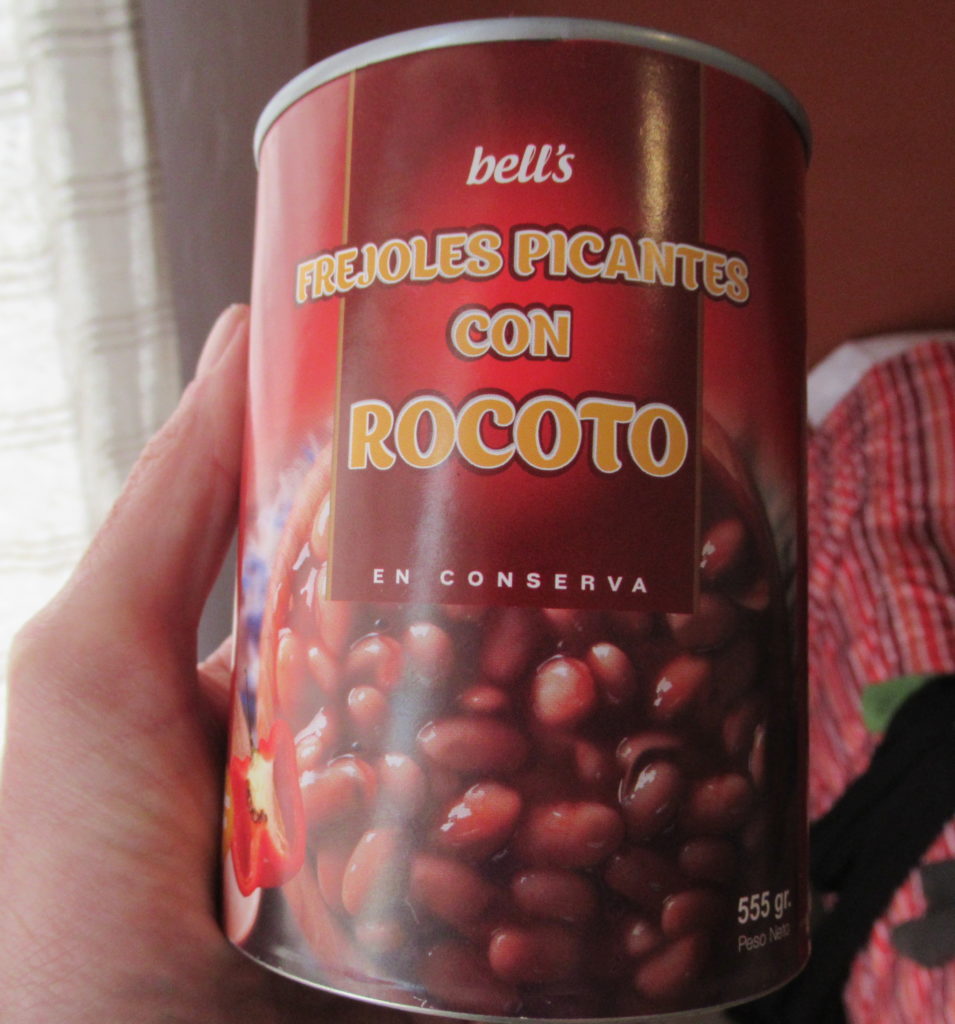 bell's
FREJOLES PICANTES
CON
ROCOTO
EN CONSERVA
555 gr.
Peso Neto